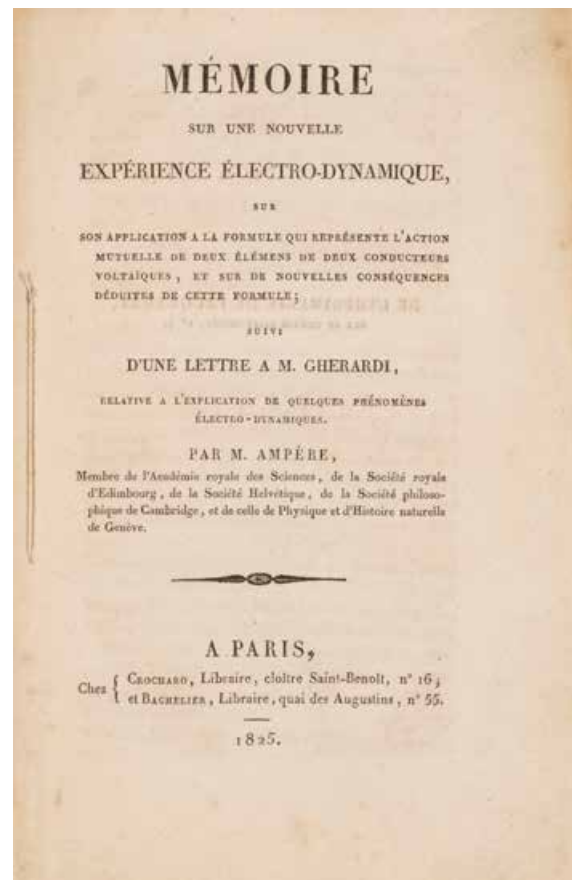 MÉMOIRE
SUR UNE NOUVELLE
EXPÉRIENCE ÉLECTRO-DYNAMIQUE,
SUR
SON APPLICATION A LA FORMULE QUI REPRÉSENTE L'ACTION
MUTUELLE DE DEUX ÉLÉMENS DE DEUX CONDUCTEURS
VOLTAÏQUES, ET SUR DE NOUVELLES CONSÉQUENCES
DÉDUITES DE CETTE FORMULE;
SUIVI
D'UNE LETTRE A M. GHERARDI,
RELATIVE A L'EXPLICATION DE QUELQUES PHÉNOMÈNES
ÉLECTRO-DYNAMIQUES.
PAR M. AMPÈRE,
Membre de l'Académie royale des Sciences, de la Société royale
d'Edimbourg, de la Société Helvétique, de la Société philoso-
phique de Cambridge, et de celle de Physique et d'Histoire naturelle
de Genève.
A PARIS,
Chez { CROCHARD, Libraire, cloître Saint-Benoît, n° 16;
et BACHELIER, Libraire, quai des Augustins, n° 55.
1825.